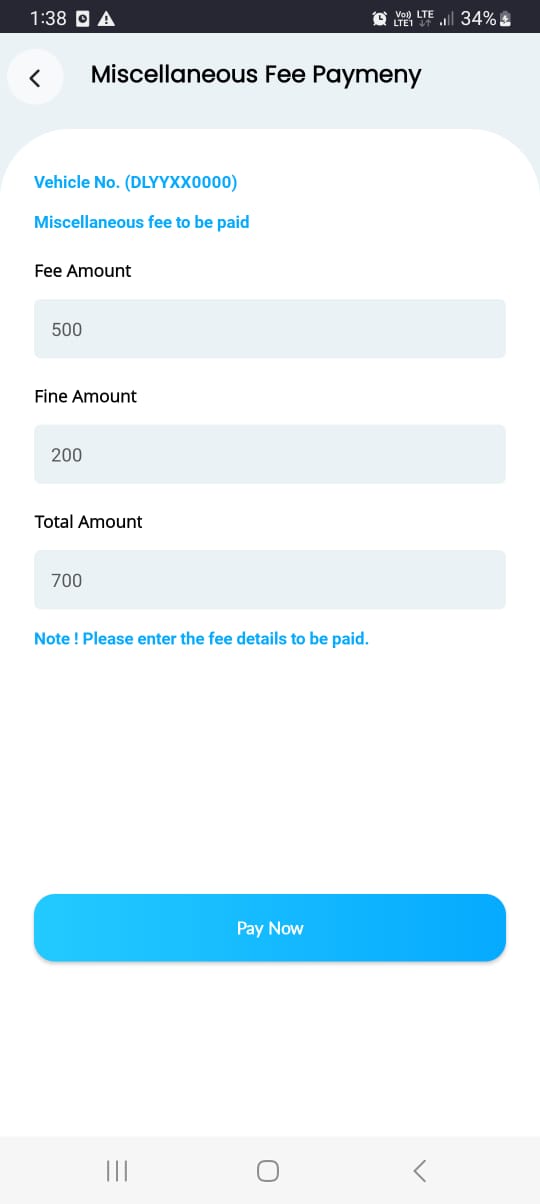 1:38
Vo)) LTE
LTE1
34%
Miscellaneous Fee Paymeny
Vehicle No. (DLYYXX0000)
Miscellaneous fee to be paid
Fee Amount
500
Fine Amount
200
Total Amount
700
Note ! Please enter the fee details to be paid.
Pay Now